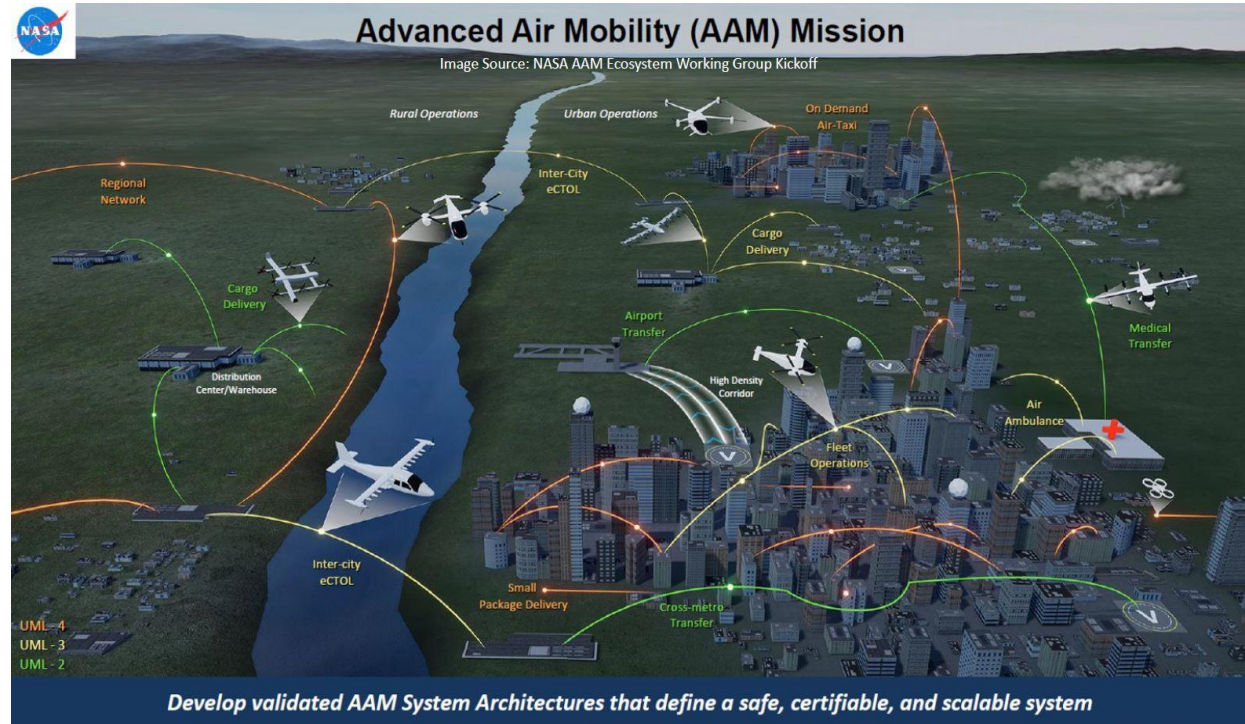 NASA
Advanced Air Mobility (AAM) Mission
Image Source: NASA AAM Ecosystem Working Group Kickoff
Rural Operations
Urban Operations
On Demand
Air-Taxi
Regional
Network
Inter-City
eCTOL
Cargo
Delivery
Cargo
Delivery
Airport
Transfer
Medical
Transfer
Distribution
Center/Warehouse
High Density
Corridor
V
V
Air
Ambulance
Fleet
Operations
V
Inter-city
eCTOL
Small
Package Delivery
Cross-metro
Transfer
V
UML - 4
UML - 3
UML - 2
Develop validated AAM System Architectures that define a safe, certifiable, and scalable system